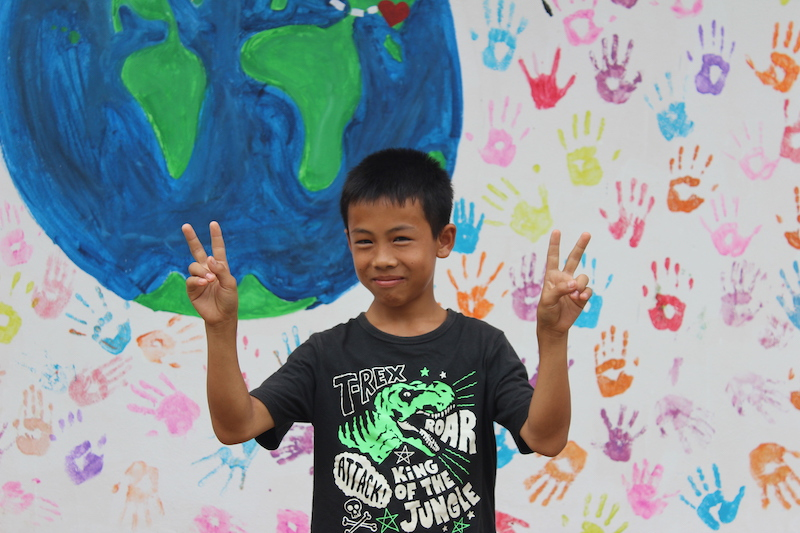 T-REX
ROAR
ATTACK!
KING
OF THE
JUNGLE